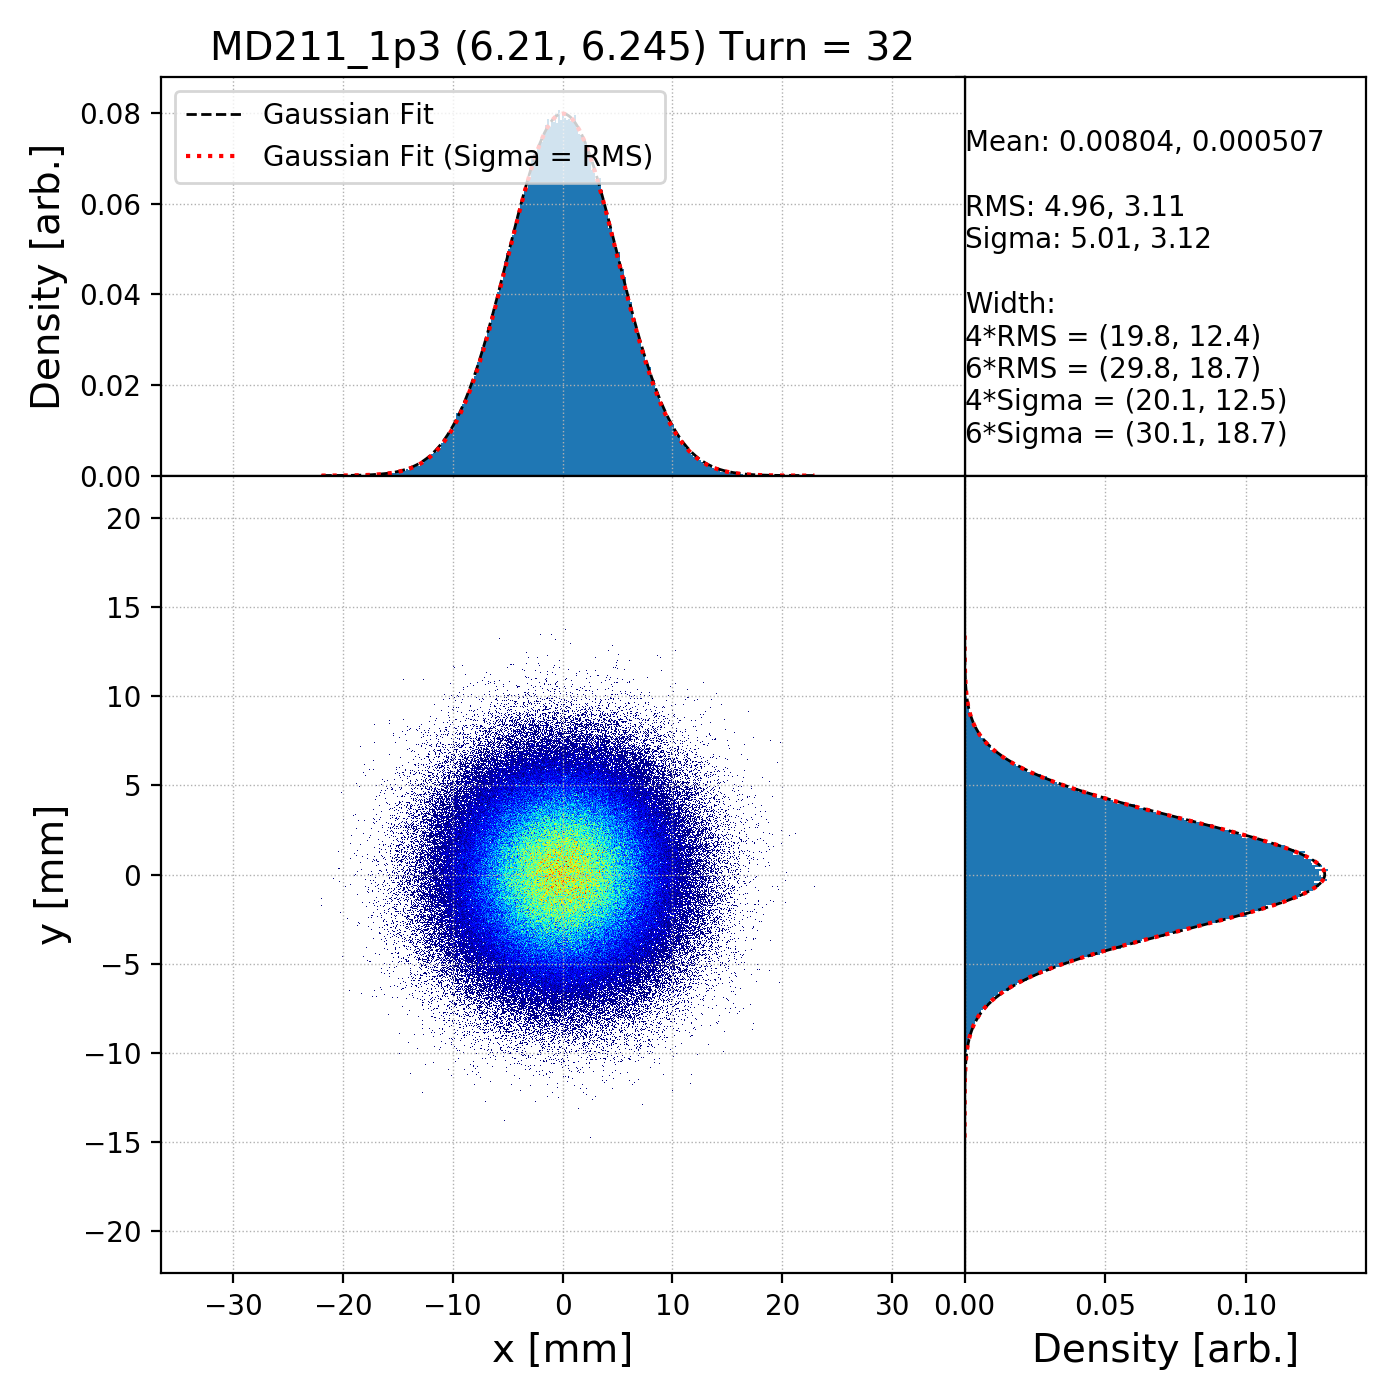 MD211_1p3 (6.21, 6.245) Turn = 32
Gaussian Fit
Gaussian Fit (Sigma = RMS)
Density [arb.]
0.08
0.06
0.04
0.02
0.00
Mean: 0.00804, 0.000507
RMS: 4.96, 3.11
Sigma: 5.01, 3.12
Width:
4*RMS = (19.8, 12.4)
6*RMS = (29.8, 18.7)
4*Sigma = (20.1, 12.5)
6*Sigma = (30.1, 18.7)
y [mm]
20
15
10
5
0
−5
−10
−15
−20
−30 −20 −10 0 10 20 30
x [mm]
0.00 0.05 0.10
Density [arb.]